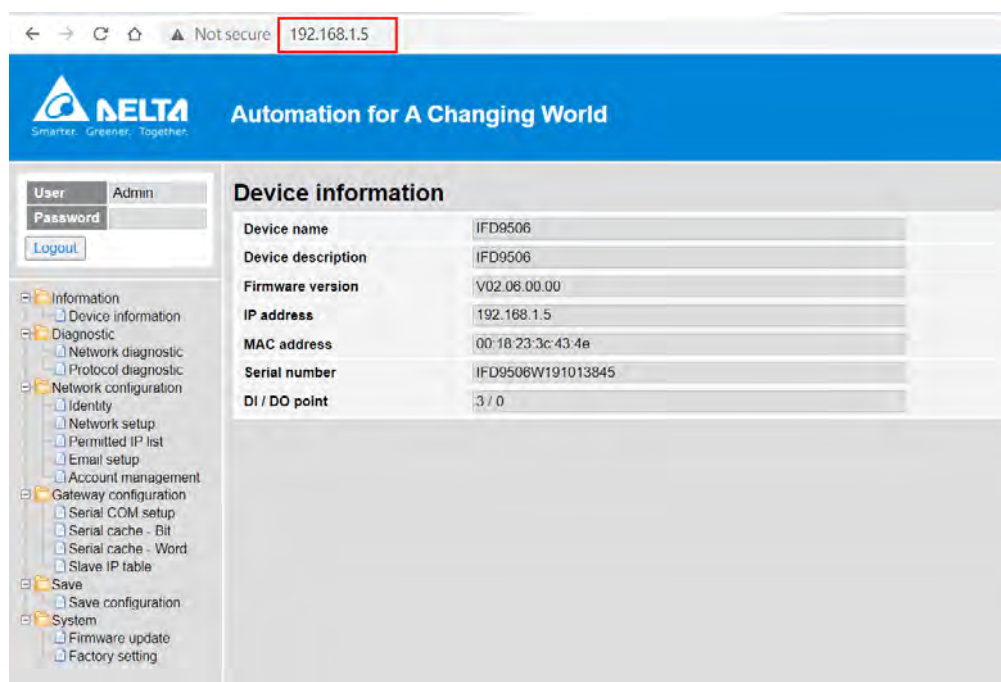 Not secure 192.168.1.5
DELTA
Smarter. Greener. Together.
Automation for A Changing World
User Admin
Password
Logout
Information
Device information
Diagnostic
Network diagnostic
Protocol diagnostic
Network configuration
Identity
Network setup
Permitted IP list
Email setup
Account management
Gateway configuration
Serial COM setup
Serial cache - Bit
Serial cache - Word
Slave IP table
Save
Save configuration
System
Firmware update
Factory setting
Device information
Device name IFD9506
Device description IFD9506
Firmware version V02.06.00.00
IP address 192.168.1.5
MAC address 00:18:23:3c:43:4e
Serial number IFD9506W191013845
DI / DO point 3 / 0